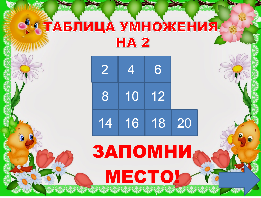 ТАБЛИЦА УМНОЖЕНИЯ
НА 2
2 4 6
8 10 12
14 16 18 20
ЗАПОМНИ
МЕСТО!